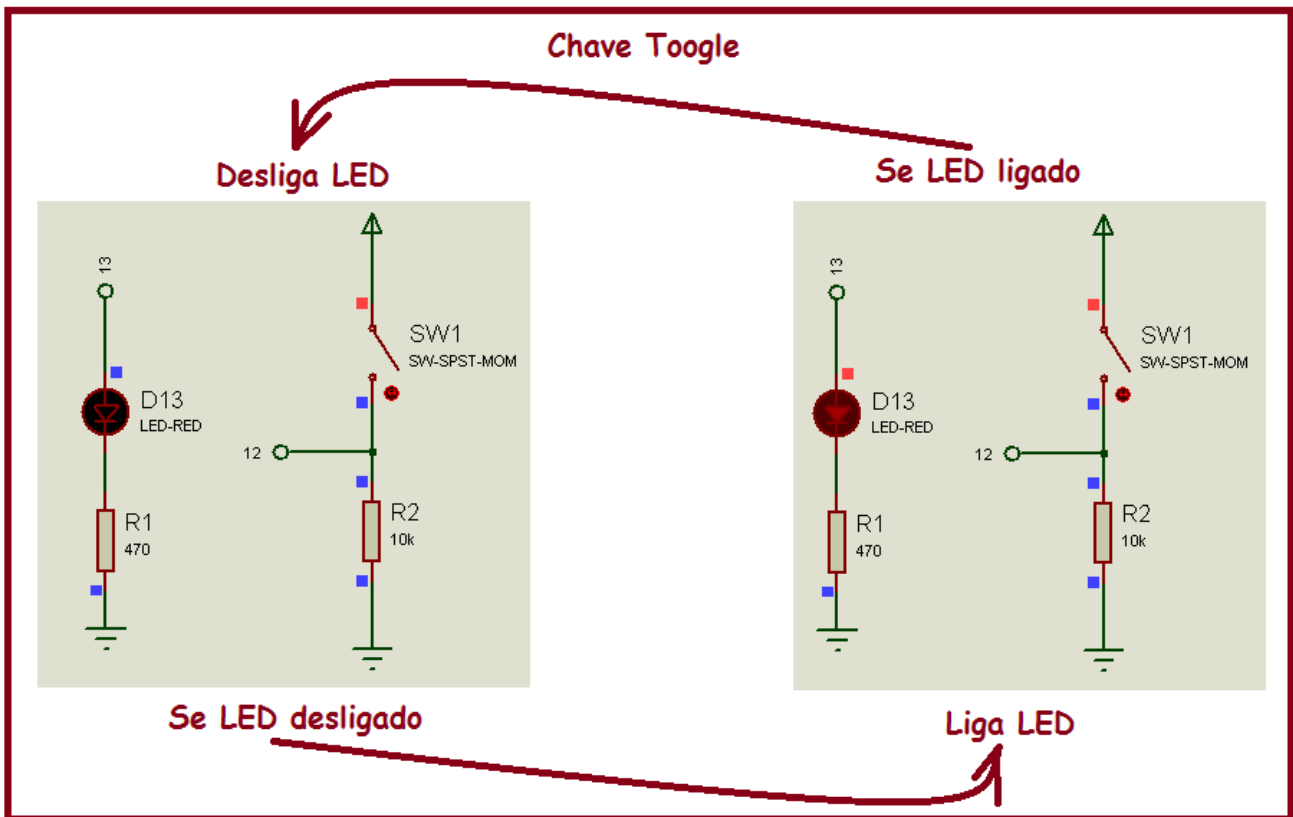 Chave Toogle
Desliga LED
Se LED ligado
13
SW1
SW-SPST-MOM
D13
LED-RED
12
R1
470
R2
10k
13
SW1
SW-SPST-MOM
D13
LED-RED
12
R1
470
R2
10k
Se LED desligado
Liga LED